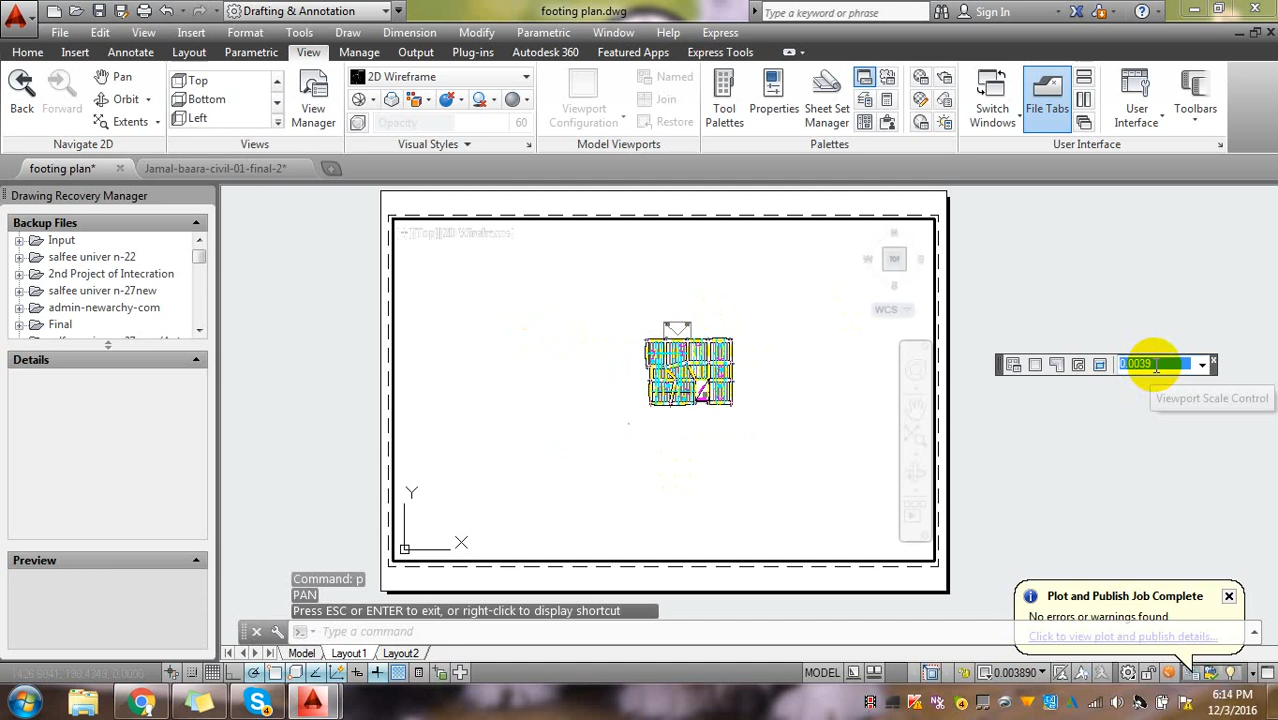 Drafting & Annotation
footing plan.dwg
Type a keyword or phrase
Sign In
File Edit View Insert Format Tools Draw Dimension Modify Parametric Window Help Express
Home Insert Annotate Layout Parametric View Manage Output Plug-ins Autodesk 360 Featured Apps Express Tools
Back
Forward
Pan
Orbit
Extents
Navigate 2D
Top
Bottom
Left
View Manager
Views
2D Wireframe
Opacity 60
Visual Styles
Viewport Configuration
Named
Join
Restore
Model Viewports
Tool Palettes
Properties
Sheet Set Manager
Palettes
Switch Windows
File Tabs
User Interface
Toolbars
User Interface
footing plan*
Jamal-baara-civil-01-final-2*
Drawing Recovery Manager
Backup Files
Input
salfee univer n-22
2nd Project of Intecration
salfee univer n-27new
admin-newarchy-com
Final
Details
Preview
TOP
WCS
Y
X
0.0039
Viewport Scale Control
Command: p
PAN
Press ESC or ENTER to exit, or right-click to display shortcut
Type a command
Plot and Publish Job Complete
No errors or warnings found
Click to view plot and publish details...
Model Layout1 Layout2
MODEL
0.003890
6:14 PM
12/3/2016